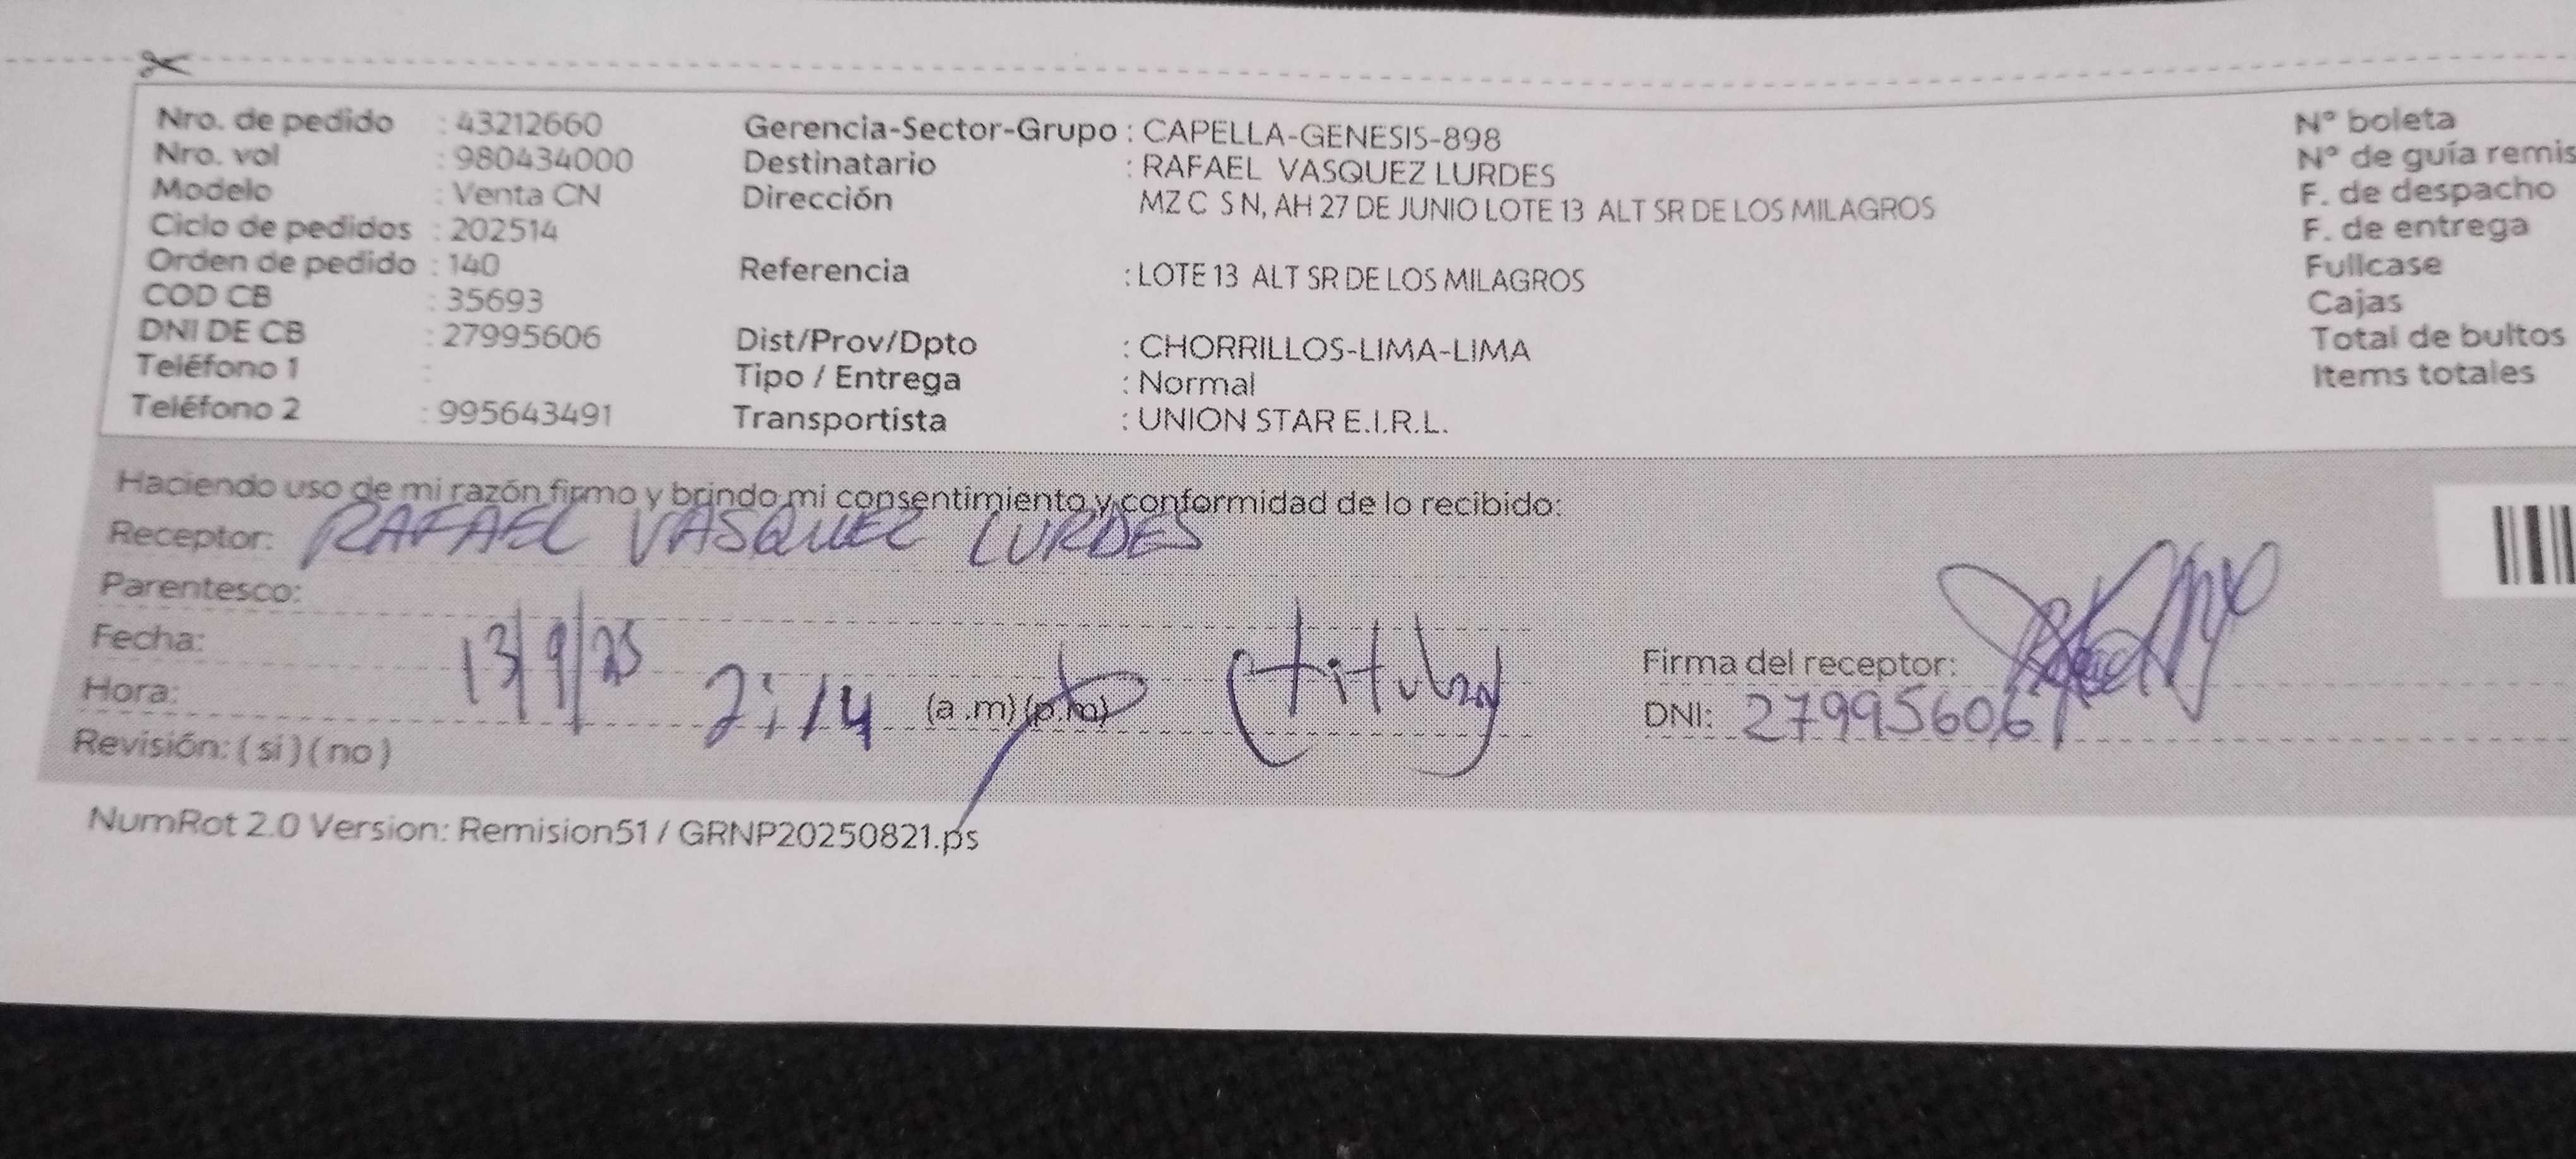 Nro. de pedido : 43212660
Nro. vol : 980434000
Modelo : Venta CN
Ciclo de pedidos : 202514
Orden de pedido : 140
COD CB : 35693
DNI DE CB : 27995606
Teléfono 1 :
Teléfono 2 : 995643491
Gerencia-Sector-Grupo : CAPELLA-GENESIS-898
Destinatario : RAFAEL VASQUEZ LURDES
Dirección MZ C S N, AH 27 DE JUNIO LOTE 13 ALT SR DE LOS MILAGROS
Referencia : LOTE 13 ALT SR DE LOS MILAGROS
Dist/Prov/Dpto : CHORRILLOS-LIMA-LIMA
Tipo / Entrega : Normal
Transportista : UNION STAR E.I.R.L.
N° boleta
N° de guía remis
F. de despacho
F. de entrega
Fullcase
Cajas
Total de bultos
Items totales
Haciendo uso de mi razón firmo y brindo mi consentimiento y conformidad de lo recibido:
Receptor: RAFAEL VASQUEZ LURDES
Parentesco:
Fecha: 13/9/25
Hora: 2:14 (a .m) (p.m) (titular)
Revisión: ( si ) ( no )
Firma del receptor:
DNI: 27995606
NumRot 2.0 Version: Remision51 / GRNP20250821.ps